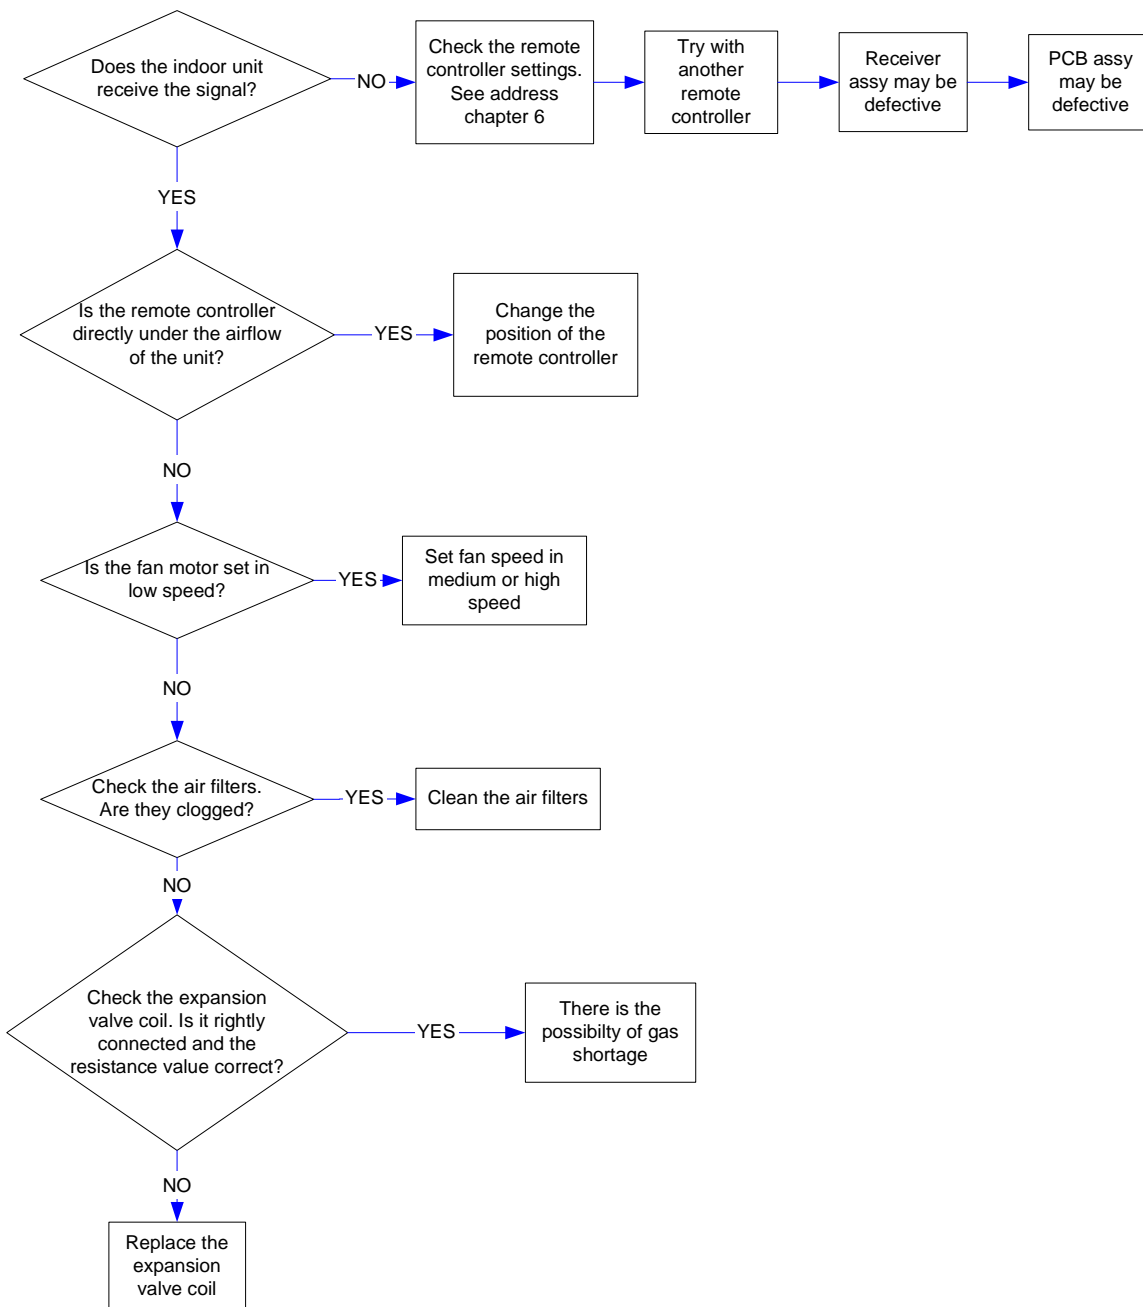 Does the indoor unit
receive the signal?
NO
Check the remote
controller settings.
See address
chapter 6
Try with
another
remote
controller
Receiver
assy may be
defective
PCB assy
may be
defective
YES
Is the remote controller
directly under the airflow
of the unit?
YES
Change the
position of the
remote controller
NO
Is the fan motor set in
low speed?
YES
Set fan speed in
medium or high
speed
NO
Check the air filters.
Are they clogged?
YES
Clean the air filters
NO
Check the expansion
valve coil. Is it rightly
connected and the
resistance value correct?
YES
There is the
possibilty of gas
shortage
NO
Replace the
expansion
valve coil